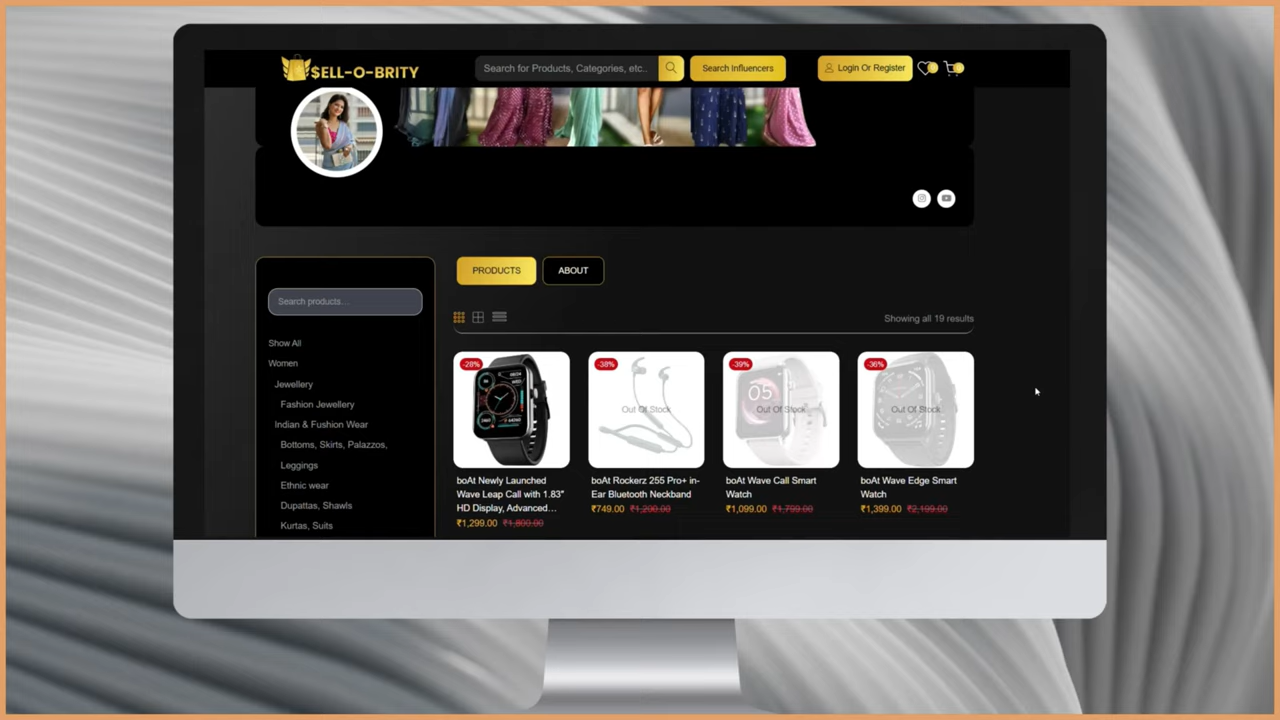 $ELL-O-BRITY
Search for Products, Categories, etc..
Search Influencers
Login Or Register
PRODUCTS
ABOUT
Search products...
Showing all 19 results
Show All
Women
Jewellery
Fashion Jewellery
Indian & Fashion Wear
Bottoms, Skirts, Palazzos,
Leggings
Ethnic wear
Dupattas, Shawls
Kurtas, Suits
-28%
boAt Newly Launched
Wave Leap Call with 1.83"
HD Display, Advanced...
₹1,299.00 ₹1,800.00
-38%
Out Of Stock
boAt Rockerz 255 Pro+ in-
Ear Bluetooth Neckband
₹749.00 ₹1,200.00
-39%
Out Of Stock
boAt Wave Call Smart
Watch
₹1,099.00 ₹1,799.00
-36%
Out Of Stock
boAt Wave Edge Smart
Watch
₹1,399.00 ₹2,199.00